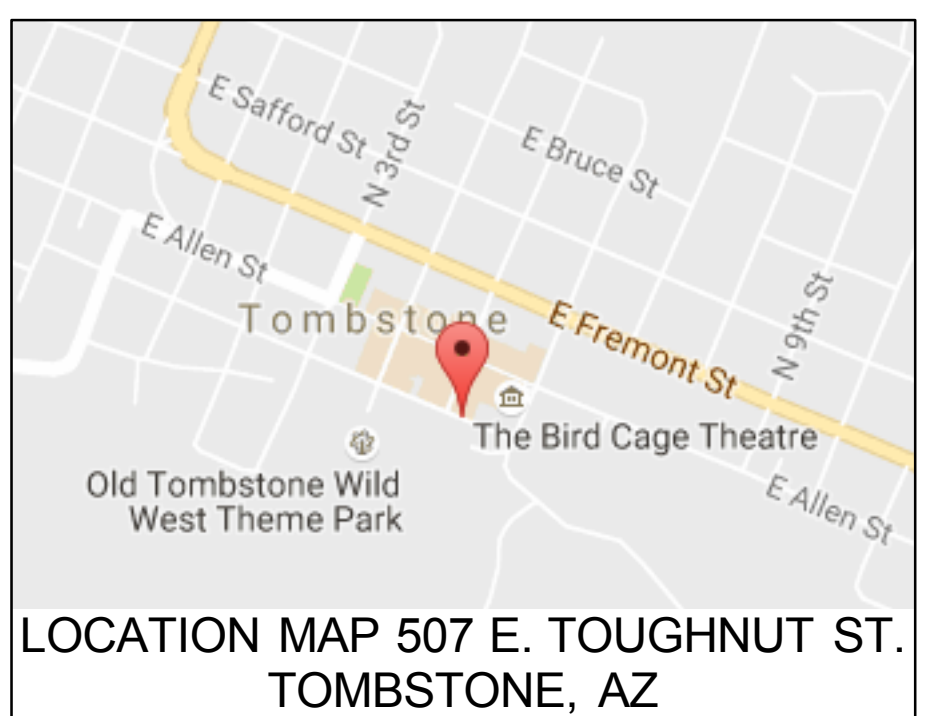 E Safford St
N 3rd St
E Bruce St
E Allen St
Tombstone
E Fremont St
N 9th St
The Bird Cage Theatre
Old Tombstone Wild
West Theme Park
E Allen St
LOCATION MAP 507 E. TOUGHNUT ST.
TOMBSTONE, AZ